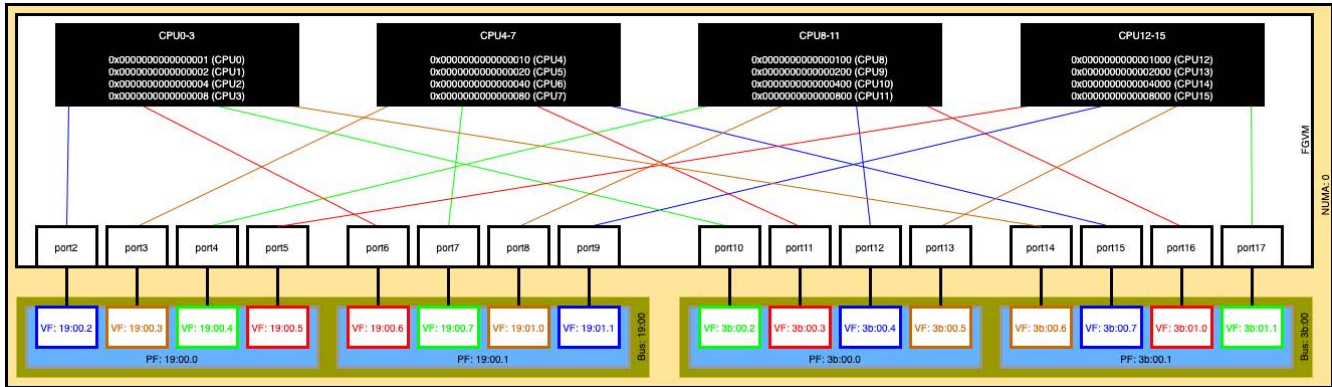 CPU0-3
0x0000000000000001 (CPU0)
0x0000000000000002 (CPU1)
0x0000000000000004 (CPU2)
0x0000000000000008 (CPU3)
CPU4-7
0x0000000000000010 (CPU4)
0x0000000000000020 (CPU5)
0x0000000000000040 (CPU6)
0x0000000000000080 (CPU7)
CPU8-11
0x0000000000000100 (CPU8)
0x0000000000000200 (CPU9)
0x0000000000000400 (CPU10)
0x0000000000000800 (CPU11)
CPU12-15
0x0000000000001000 (CPU12)
0x0000000000002000 (CPU13)
0x0000000000004000 (CPU14)
0x0000000000008000 (CPU15)
FGVM
NUMA: 0
port2 port3 port4 port5 port6 port7 port8 port9 port10 port11 port12 port13 port14 port15 port16 port17
VF: 19:00.2 VF: 19:00.3 VF: 19:00.4 VF: 19:00.5 VF: 19:00.6 VF: 19:00.7 VF: 19:01.0 VF: 19:01.1 VF: 3b:00.2 VF: 3b:00.3 VF: 3b:00.4 VF: 3b:00.5 VF: 3b:00.6 VF: 3b:00.7 VF: 3b:01.0 VF: 3b:01.1
PF: 19:00.0 PF: 19:00.1 PF: 3b:00.0 PF: 3b:00.1
Bus: 19:00
Bus: 3b:00